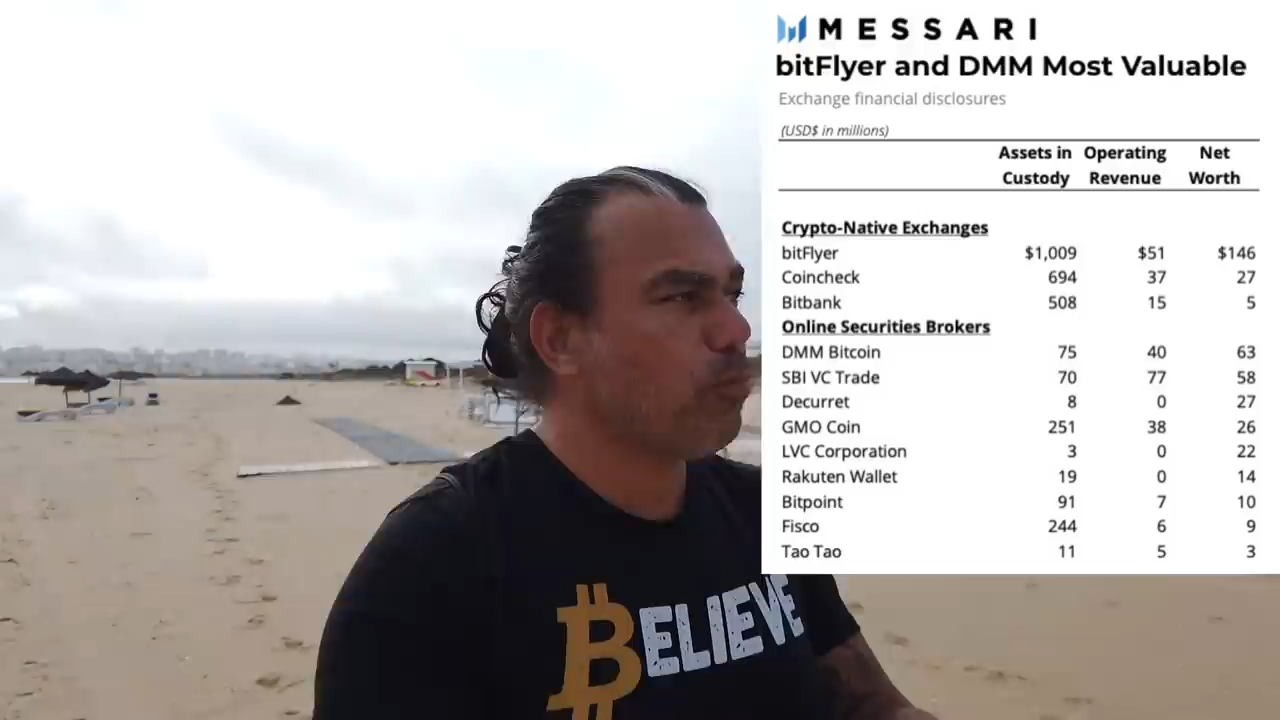 MESSARI
bitFlyer and DMM Most Valuable
Exchange financial disclosures
(USD$ in millions)
Assets in Custody Operating Revenue Net Worth
Crypto-Native Exchanges
bitFlyer $1,009 $51 $146
Coincheck 694 37 27
Bitbank 508 15 5
Online Securities Brokers
DMM Bitcoin 75 40 63
SBI VC Trade 70 77 58
Decurret 8 0 27
GMO Coin 251 38 26
LVC Corporation 3 0 22
Rakuten Wallet 19 0 14
Bitpoint 91 7 10
Fisco 244 6 9
Tao Tao 11 5 3
BELIEVE